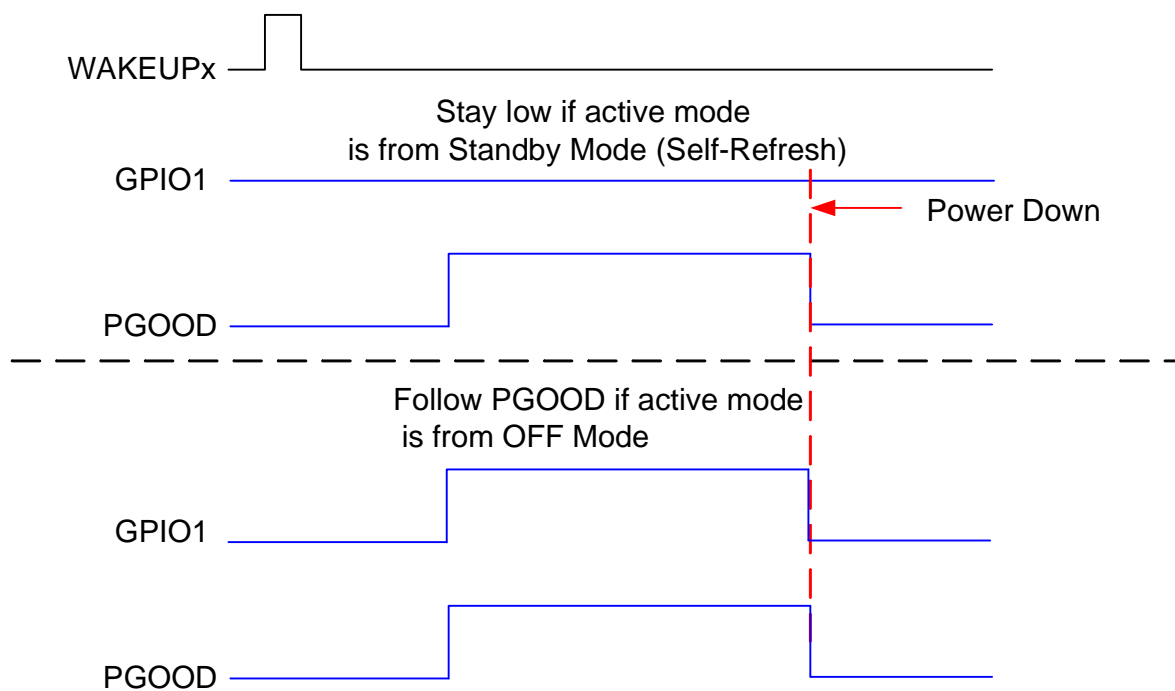 WAKEUPx
Stay low if active mode
is from Standby Mode (Self-Refresh)
GPIO1
Power Down
PGOOD
Follow PGOOD if active mode
is from OFF Mode
GPIO1
PGOOD